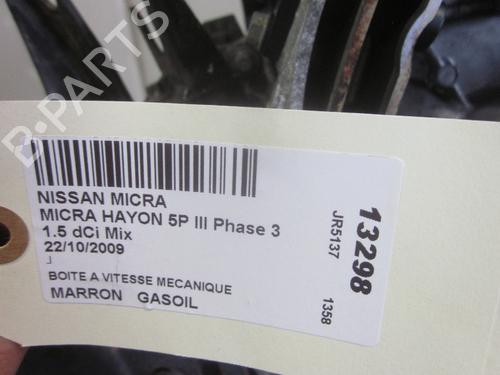 B-PARTS
NISSAN MICRA
MICRA HAYON 5P III Phase 3
1.5 dCi Mix
22/10/2009
J
BOITE A VITESSE MECANIQUE
MARRON GASOIL
13298
JR5137
1358